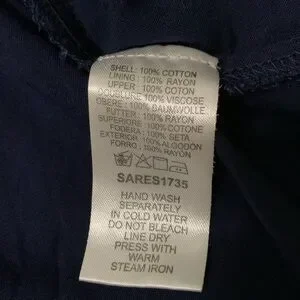 SHELL: 100% COTTON
LINING: 100% RAYON
UPPER : 100% COTON
DOUBLURE:100% VISCOSE
OBERE : 100% BAUMWOLLE
FUTTER: 100% RAYON
SUPERIORE : 100% COTONE
FODERA : 100% SETA
EXTERIOR :100% ALGODON
FORRO : 100% RAYON
SARES1735
HAND WASH
SEPARATELY
IN COLD WATER
DO NOT BLEACH
LINE DRY
PRESS WITH
WARM
STEAM IRON